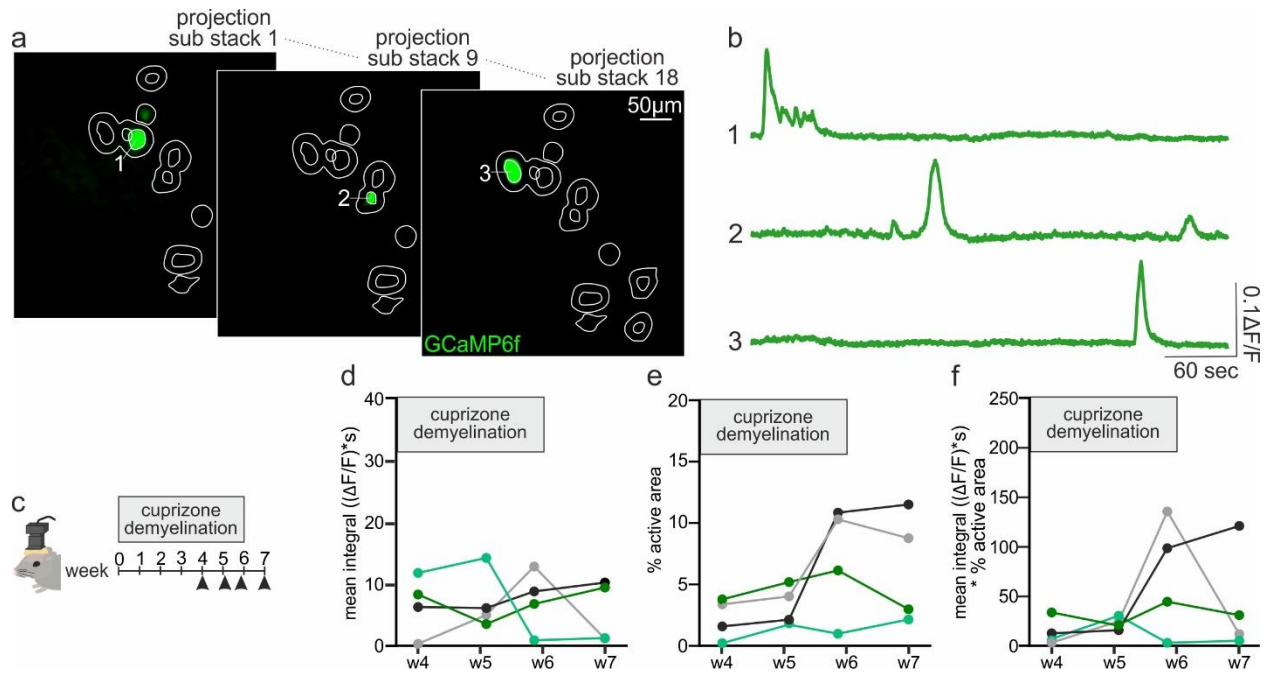 a
projection
sub stack 1
projection
sub stack 9
porjection
sub stack 18
50µm
1
2
3
GCaMP6f
b
1
2
3
0.1ΔF/F
60 sec
c
cuprizone
demyelination
week
0 1 2 3 4 5 6 7
d
mean integral ((ΔF/F)*s)
40
30
20
10
0
cuprizone
demyelination
w4 w5 w6 w7
e
% active area
20
15
10
5
0
cuprizone
demyelination
w4 w5 w6 w7
f
mean integral ((ΔF/F)*s)
* % active area
250
200
150
100
50
0
cuprizone
demyelination
w4 w5 w6 w7